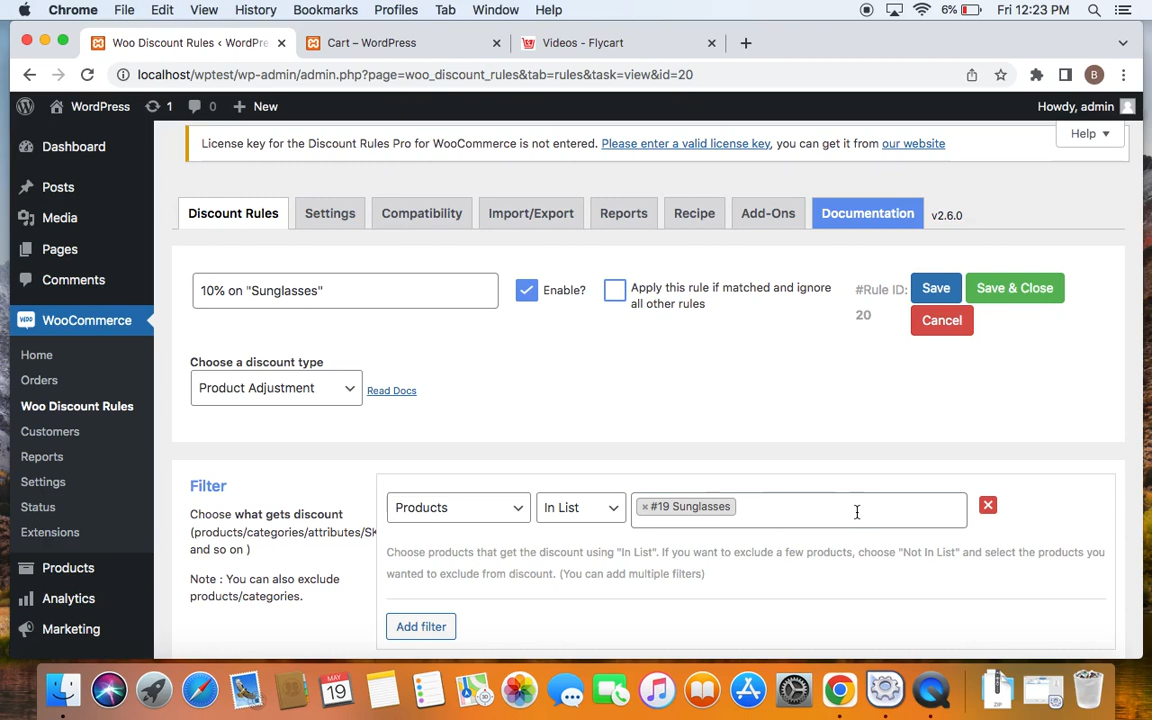 Chrome File Edit View History Bookmarks Profiles Tab Window Help 6% Fri 12:23 PM
Woo Discount Rules ‹ WordPre Cart – WordPress Videos - Flycart
localhost/wptest/wp-admin/admin.php?page=woo_discount_rules&tab=rules&task=view&id=20 B
WordPress 1 0 New Howdy, admin
Help
License key for the Discount Rules Pro for WooCommerce is not entered. Please enter a valid license key, you can get it from our website
Dashboard
Posts
Media
Pages
Comments
WooCommerce
Home
Orders
Woo Discount Rules
Customers
Reports
Settings
Status
Extensions
Products
Analytics
Marketing
Discount Rules Settings Compatibility Import/Export Reports Recipe Add-Ons Documentation v2.6.0
10% on "Sunglasses" Enable? Apply this rule if matched and ignore
all other rules
#Rule ID:
20
Save Save & Close
Cancel
Choose a discount type
Product Adjustment Read Docs
Filter
Choose what gets discount
(products/categories/attributes/SK
and so on )
Note : You can also exclude
products/categories.
Products In List × #19 Sunglasses
Choose products that get the discount using "In List". If you want to exclude a few products, choose "Not In List" and select the products you
wanted to exclude from discount. (You can add multiple filters)
Add filter
MAY
19
ZIP